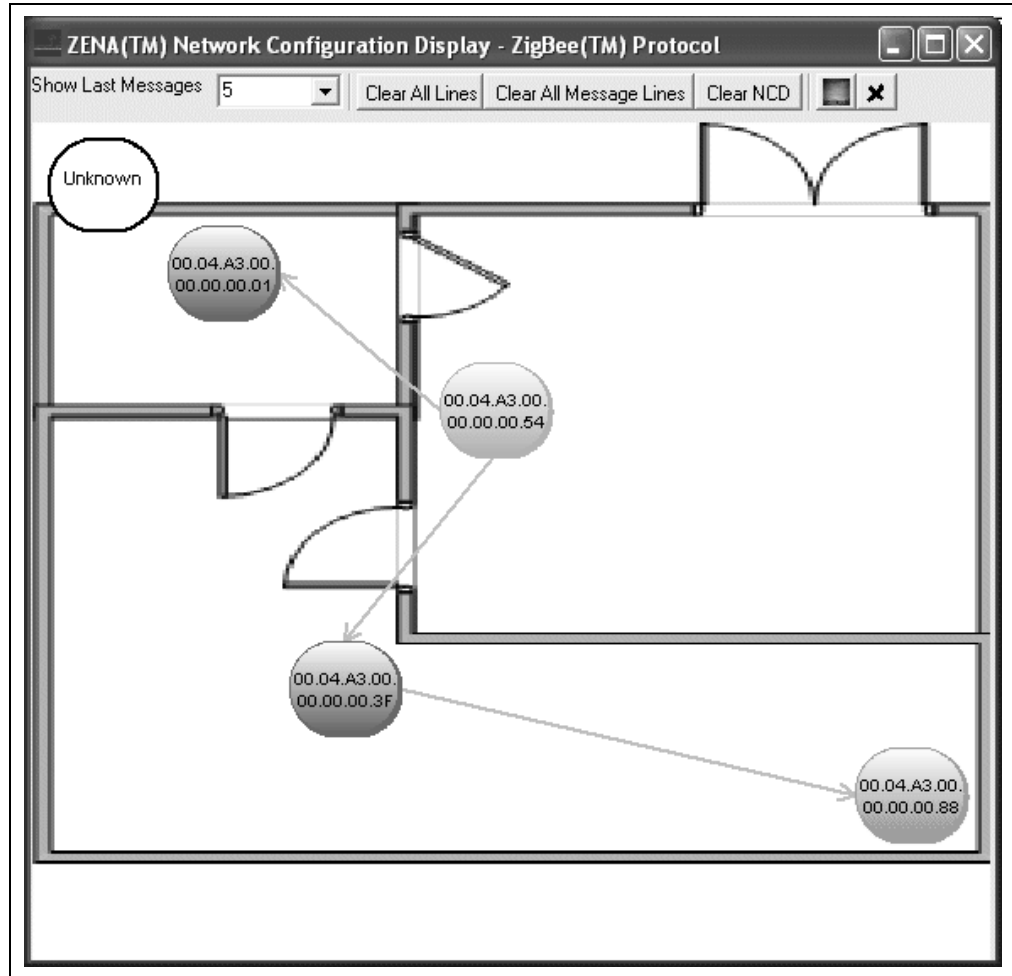 ZENA(TM) Network Configuration Display - ZigBee(TM) Protocol
Show Last Messages 5 Clear All Lines Clear All Message Lines Clear NCD
Unknown
00.04.A3.00.
00.00.00.01
00.04.A3.00.
00.00.00.54
00.04.A3.00.
00.00.00.3F
00.04.A3.00.
00.00.00.88